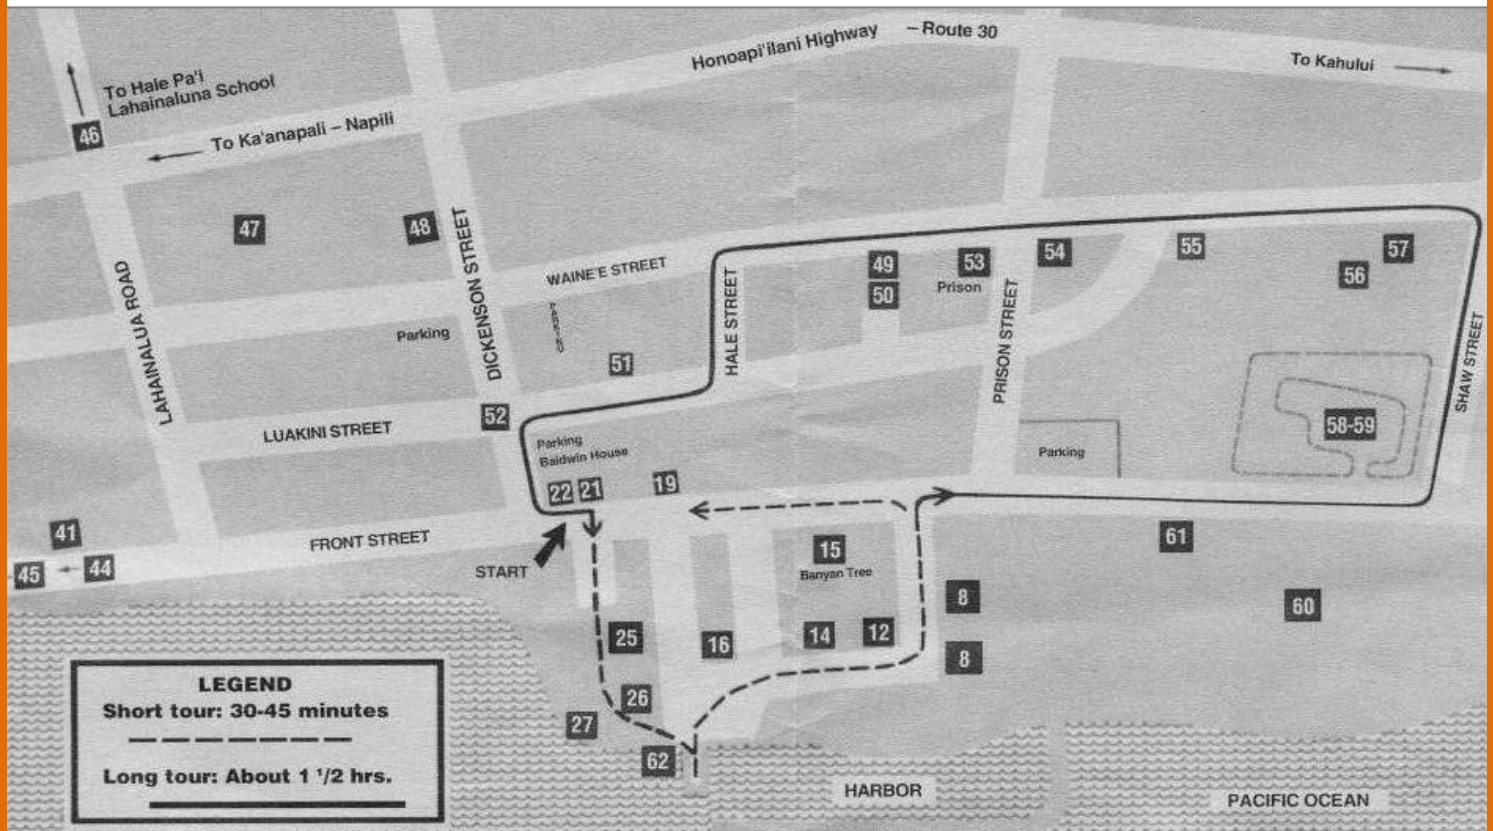 Honoapi'ilani Highway – Route 30
To Kahului
To Hale Pa'i
Lahainaluna School
46
To Ka'anapali – Napili
47
48
WAINE'E STREET
LAHAINALUA ROAD
DICKENSON STREET
HALE STREET
PRISON STREET
SHAW STREET
49
50
53
Prison
54
55
56
57
Parking
PARKING
51
52
LUAKINI STREET
Parking
Baldwin House
22
21
19
Parking
58-59
41
45
44
FRONT STREET
START
15
Banyan Tree
61
8
60
25
16
14
12
8
26
27
62
HARBOR
PACIFIC OCEAN
LEGEND
Short tour: 30-45 minutes
Long tour: About 1 1/2 hrs.